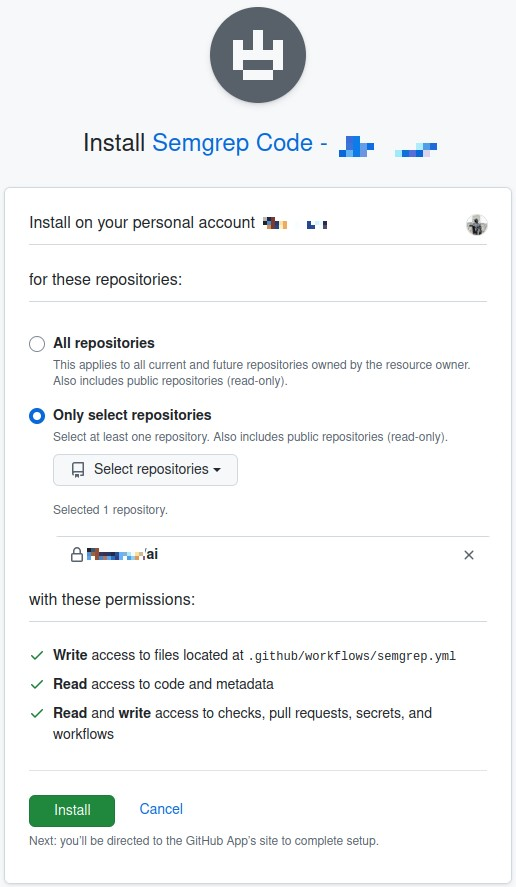 Install Semgrep Code -
Install on your personal account
for these repositories:
All repositories
This applies to all current and future repositories owned by the resource owner.
Also includes public repositories (read-only).
Only select repositories
Select at least one repository. Also includes public repositories (read-only).
Select repositories
Selected 1 repository.
/ai
with these permissions:
Write access to files located at .github/workflows/semgrep.yml
Read access to code and metadata
Read and write access to checks, pull requests, secrets, and
workflows
Install Cancel
Next: you'll be directed to the GitHub App's site to complete setup.